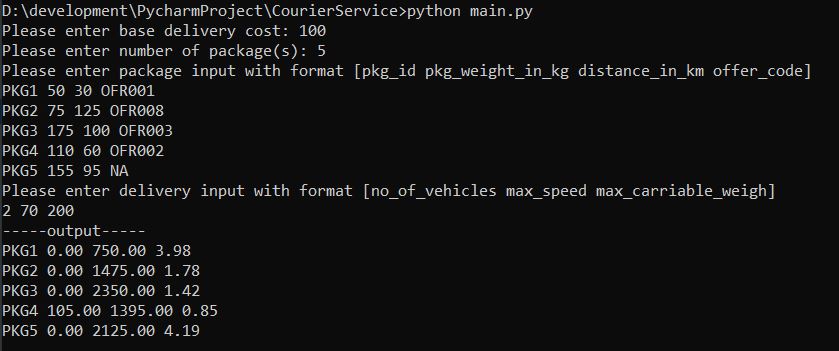 D:\development\PycharmProject\CourierService>python main.py
Please enter base delivery cost: 100
Please enter number of package(s): 5
Please enter package input with format [pkg_id pkg_weight_in_kg distance_in_km offer_code]
PKG1 50 30 OFR001
PKG2 75 125 OFR008
PKG3 175 100 OFR003
PKG4 110 60 OFR002
PKG5 155 95 NA
Please enter delivery input with format [no_of_vehicles max_speed max_carriable_weigh]
2 70 200
-----output-----
PKG1 0.00 750.00 3.98
PKG2 0.00 1475.00 1.78
PKG3 0.00 2350.00 1.42
PKG4 105.00 1395.00 0.85
PKG5 0.00 2125.00 4.19